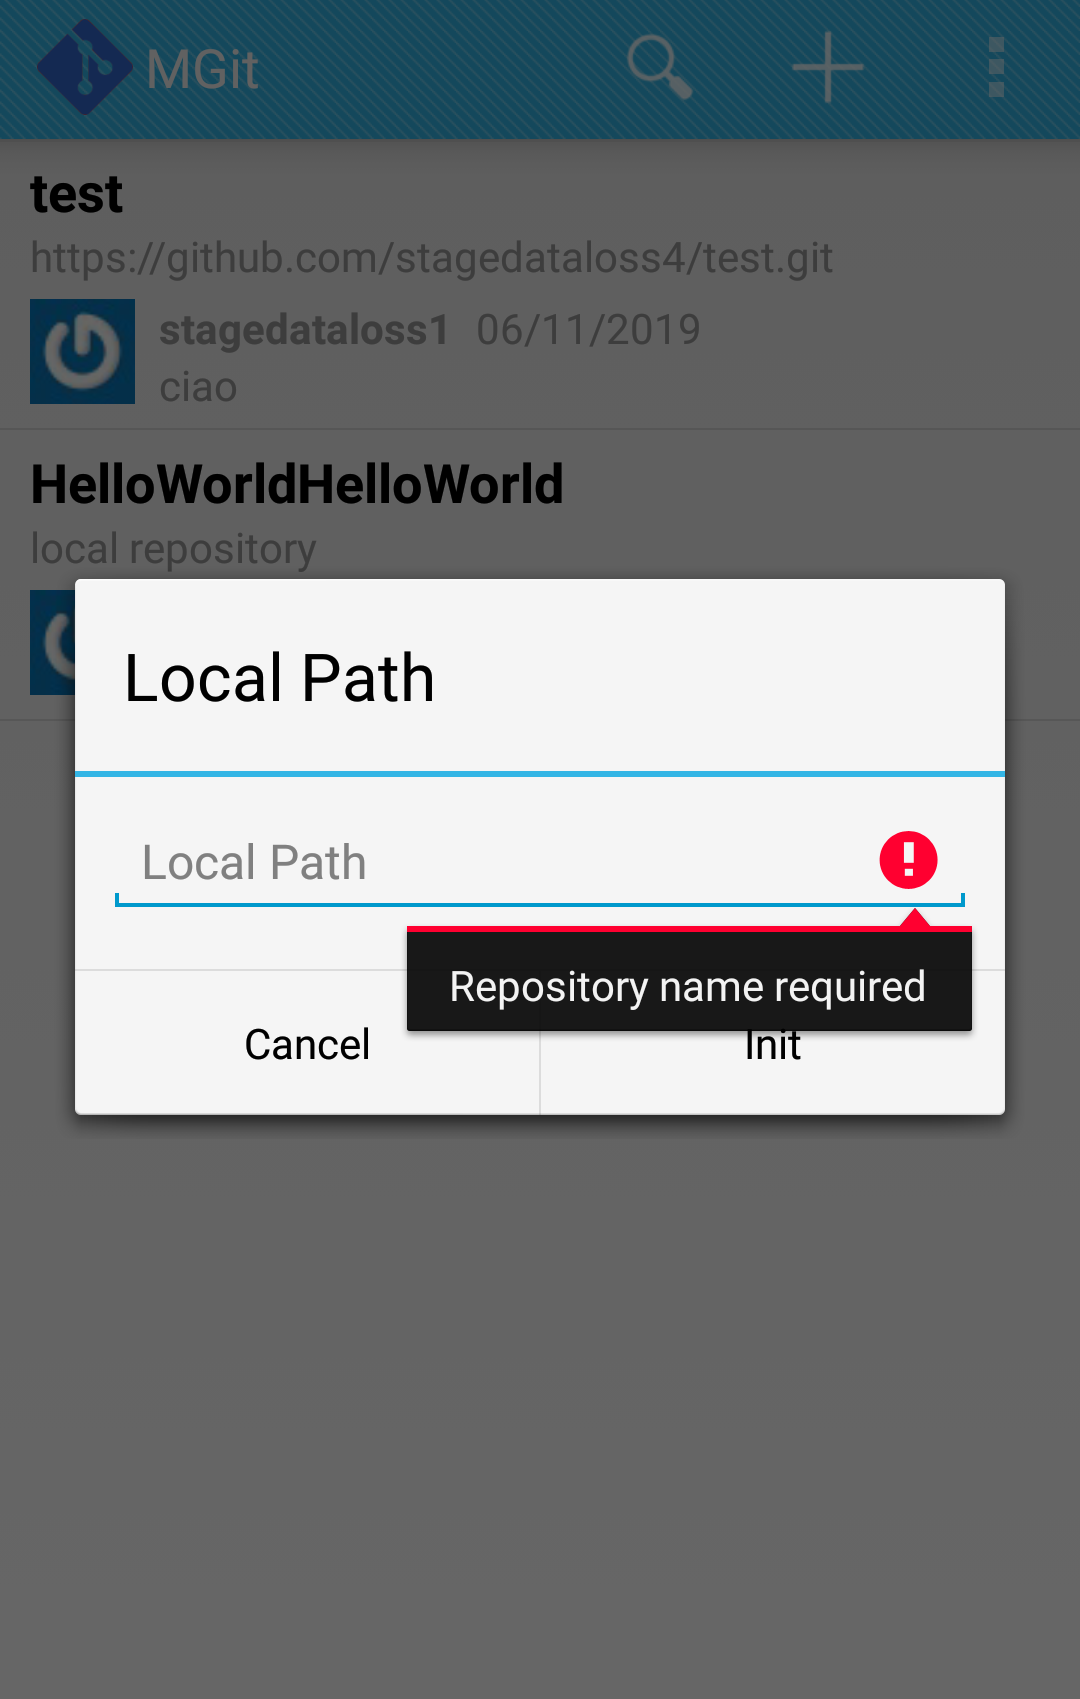 MGit
test
https://github.com/stagedataloss4/test.git
stagedataloss1 06/11/2019
ciao
HelloWorldHelloWorld
local repository
Local Path
Local Path
Repository name required
Cancel
Init